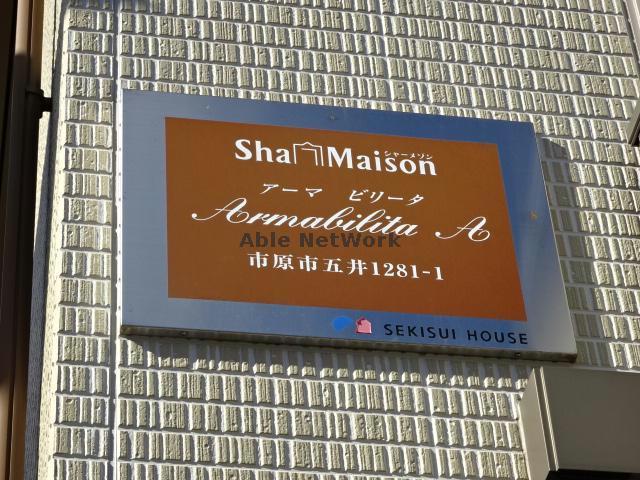 Sha Maison
シャーメゾン
アーマ ビリータ
Armabilita A
Able NetWork
市原市五井1281-1
SEKISUI HOUSE